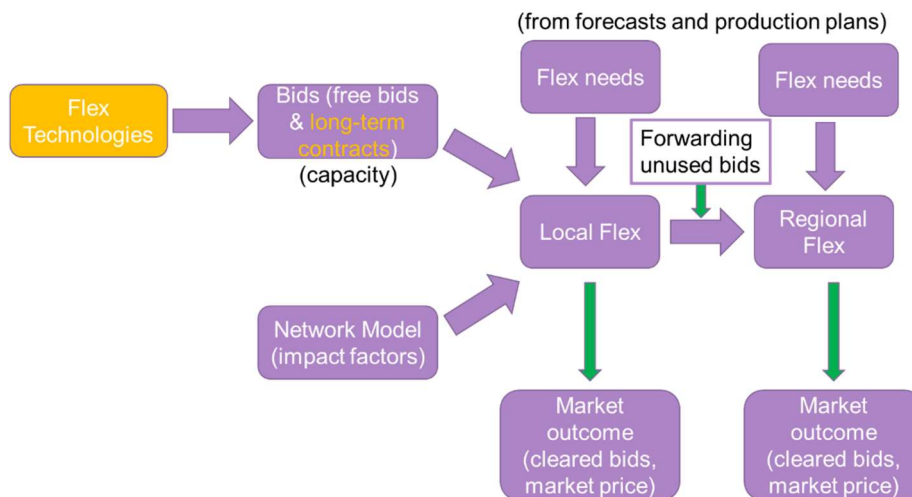 (from forecasts and production plans)
Flex
Technologies
Bids (free bids
& long-term
contracts)
(capacity)
Flex needs
Flex needs
Forwarding
unused bids
Local Flex
Regional
Flex
Network Model
(impact factors)
Market
outcome
(cleared bids,
market price)
Market
outcome
(cleared bids,
market price)